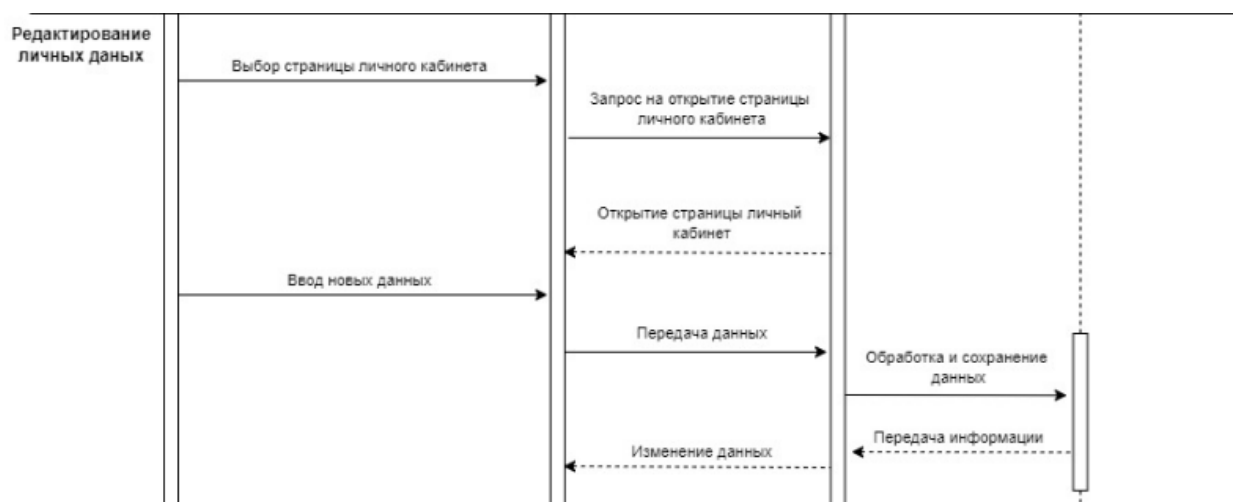 Редактирование
личных даных
Выбор страницы личного кабинета
Запрос на открытие страницы
личного кабинета
Открытие страницы личный
кабинет
Ввод новых данных
Передача данных
Обработка и сохранение
данных
Передача информации
Изменение данных